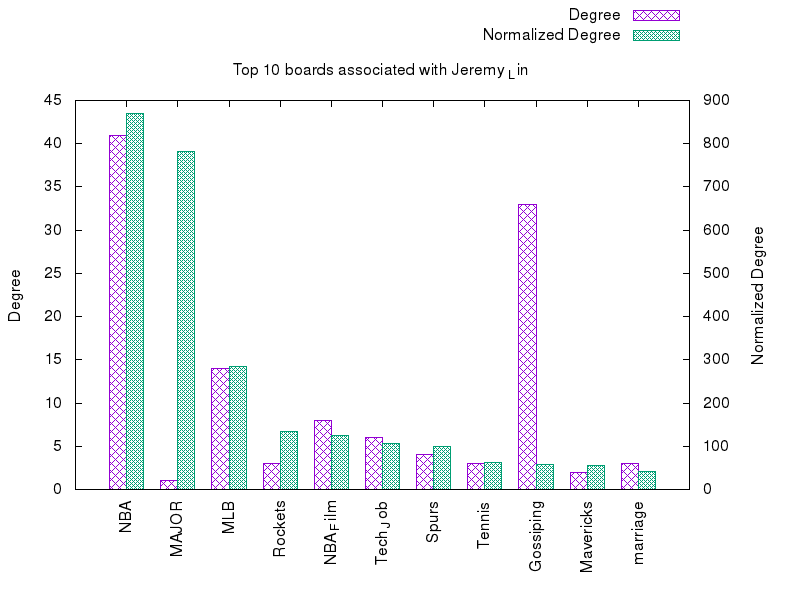 Degree
Normalized Degree
Top 10 boards associated with Jeremy_Lin
45 900
40 800
35 700
30 600
25 500
20 400
15 300
10 200
5 100
0 0
Degree
Normalized Degree
NBA
MAJOR
MLB
Rockets
NBA_Film
Tech_Job
Spurs
Tennis
Gossiping
Mavericks
marriage